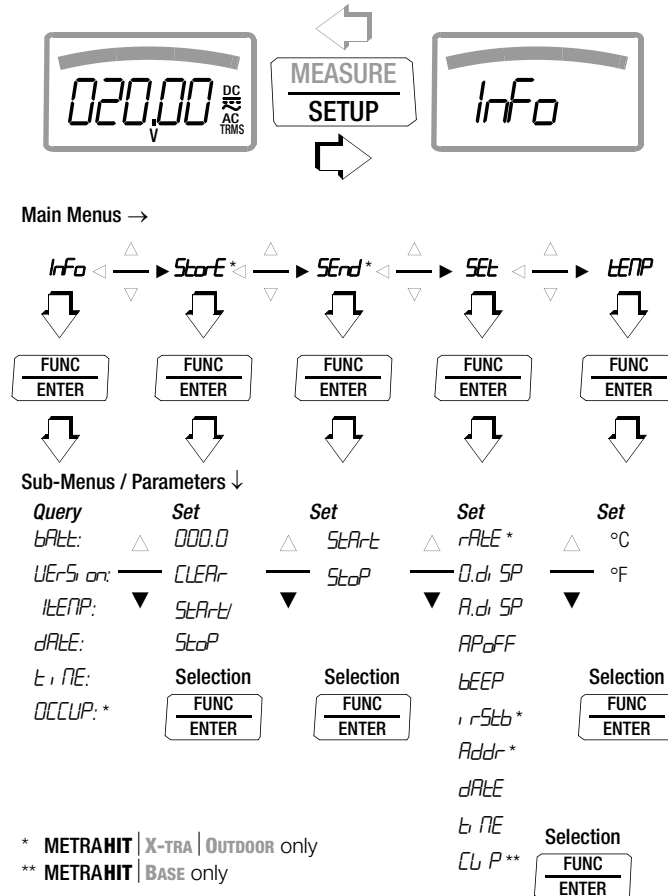 MEASURE
SETUP
020.00 V DC AC TRMS
InFo
Main Menus →
InFo StorE * SEnd * SEt tEMP
FUNC FUNC FUNC FUNC FUNC
ENTER ENTER ENTER ENTER ENTER
Sub-Menus / Parameters ↓
Query Set Set Set Set
bAtt: 000.0 StArt rAtE * °C
VErSion: CLEAr StoP 0.diSP °F
ItEMP: StArt/ A.diSP
dAtE: StoP APoFF
tiME: Selection Selection bEEP Selection
OCCUP: * FUNC FUNC irStb * FUNC
ENTER ENTER Addr * ENTER
dAtE
tiME
CLiP **
Selection
FUNC
ENTER
* METRAHIT | X-TRA | OUTDOOR only
** METRAHIT | BASE only